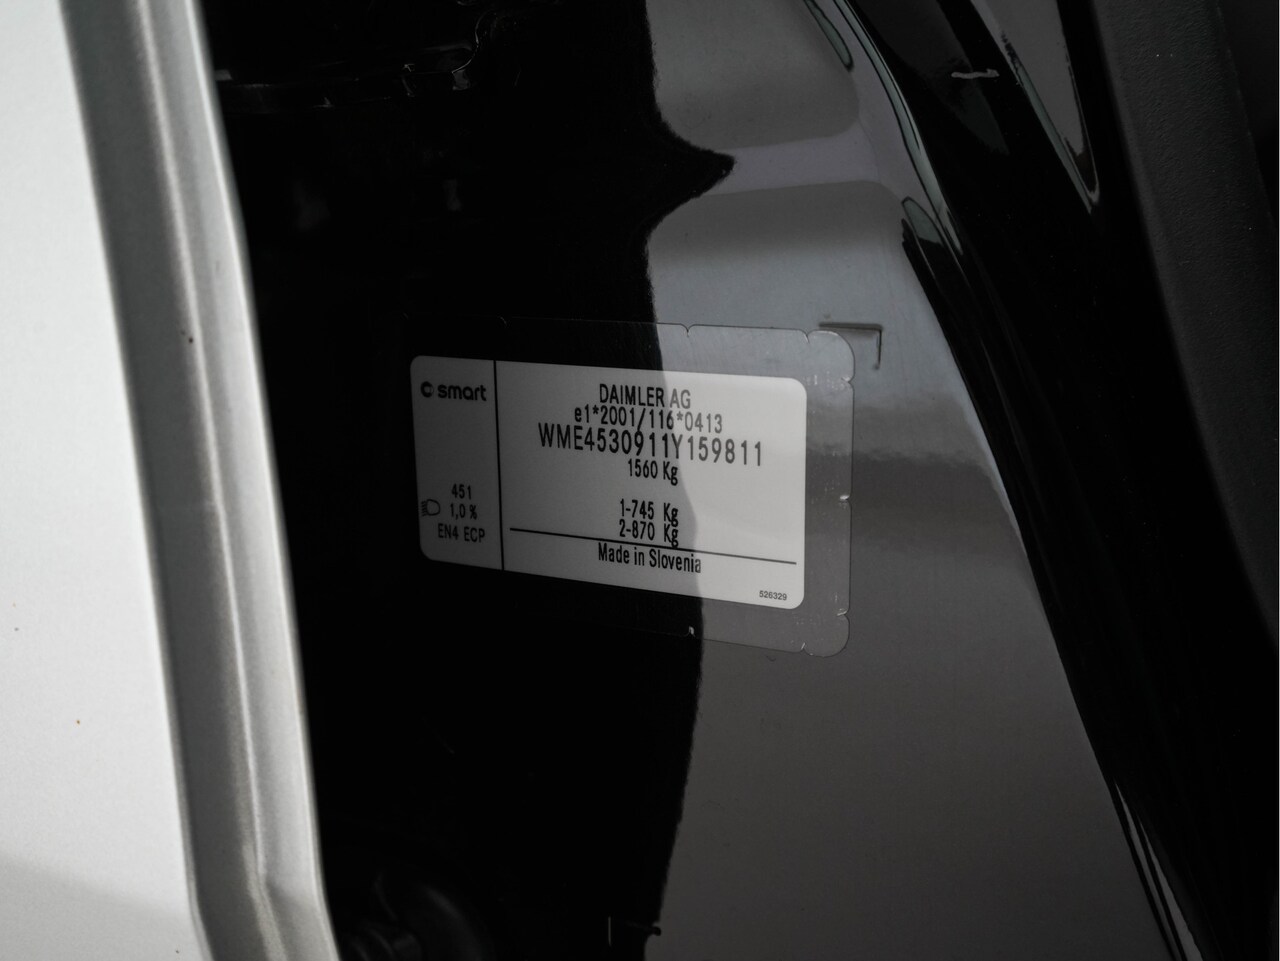 smart
451
1,0 %
EN4 ECP
DAIMLER AG
e1*2001/116*0413
WME4530911Y159811
1560 Kg
1-745 Kg
2-870 Kg
Made in Slovenia
526329